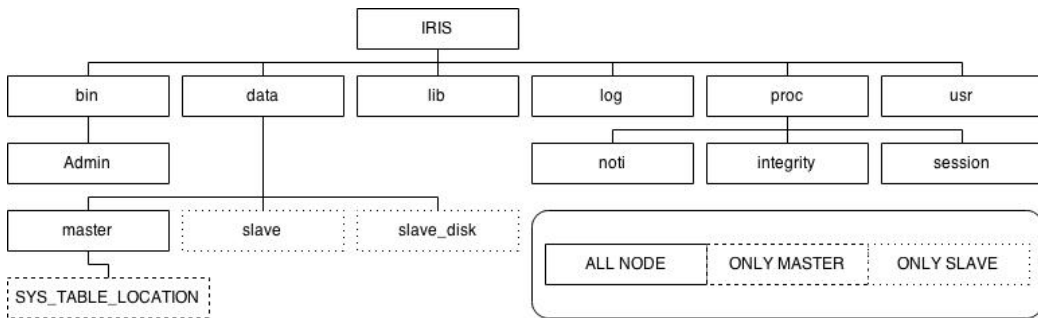 IRIS
bin data lib log proc usr
Admin noti integrity session
master slave slave_disk
ALL NODE ONLY MASTER ONLY SLAVE
SYS_TABLE_LOCATION